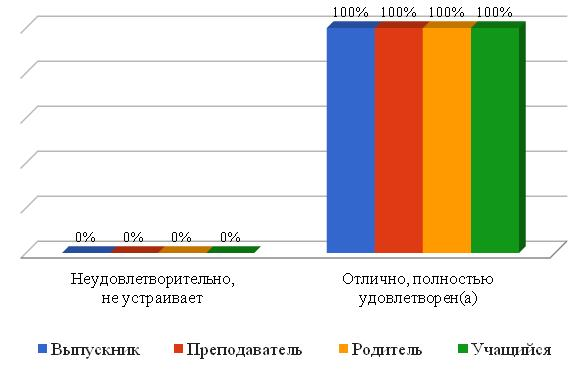 100% 100% 100% 100%
0% 0% 0% 0%
Неудовлетворительно,
не устраивает
Отлично, полностью
удовлетворен(а)
Выпускник Преподаватель Родитель Учащийся